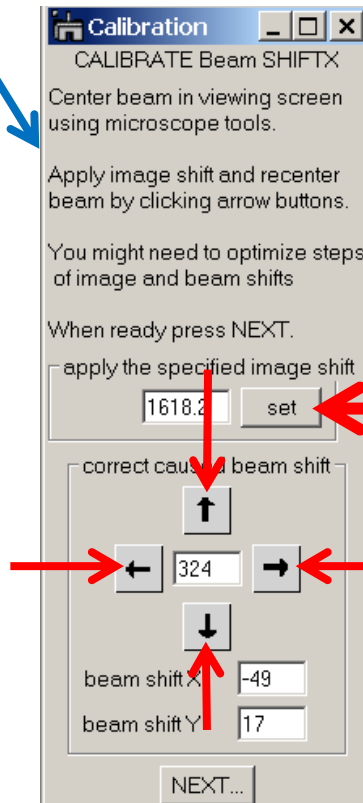 Calibration
CALIBRATE Beam SHIFTX
Center beam in viewing screen
using microscope tools.
Apply image shift and recenter
beam by clicking arrow buttons.
You might need to optimize steps
of image and beam shifts
When ready press NEXT.
apply the specified image shift
1618.2 set
correct caused beam shift
324
beam shift X -49
beam shift Y 17
NEXT...